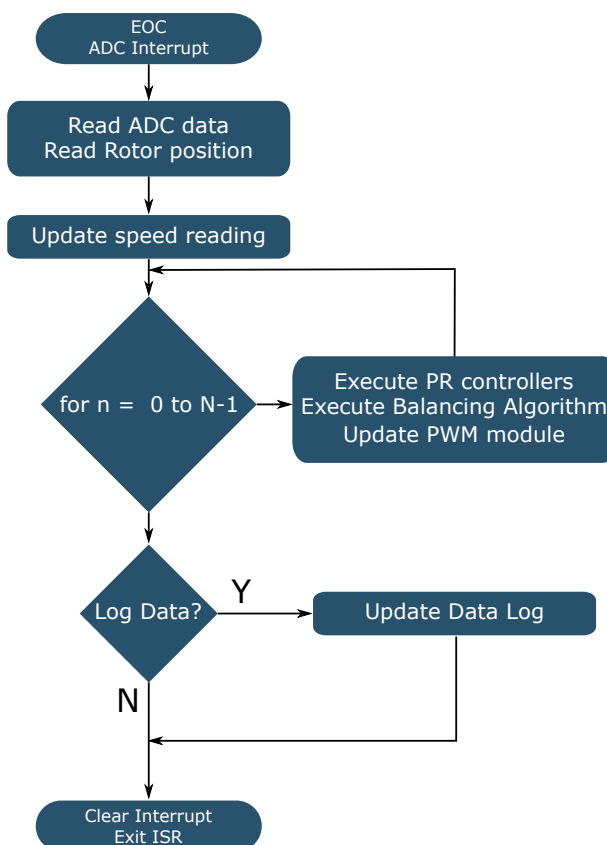 EOC
ADC Interrupt
Read ADC data
Read Rotor position
Update speed reading
for n =  0 to N-1
Execute PR controllers
Execute Balancing Algorithm
Update PWM module
Log Data?
Y
Update Data Log
N
Clear Interrupt
Exit ISR